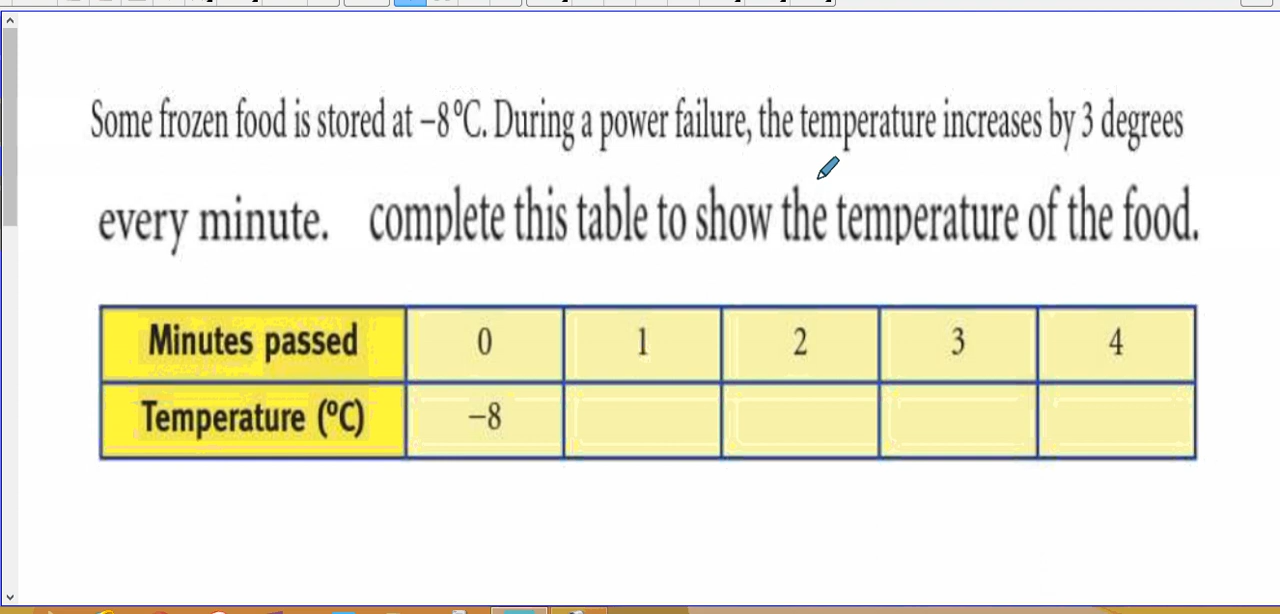 Some frozen food is stored at −8°C. During a power failure, the temperature increases by 3 degrees
every minute. complete this table to show the temperature of the food.
Minutes passed 0 1 2 3 4
Temperature (°C) −8